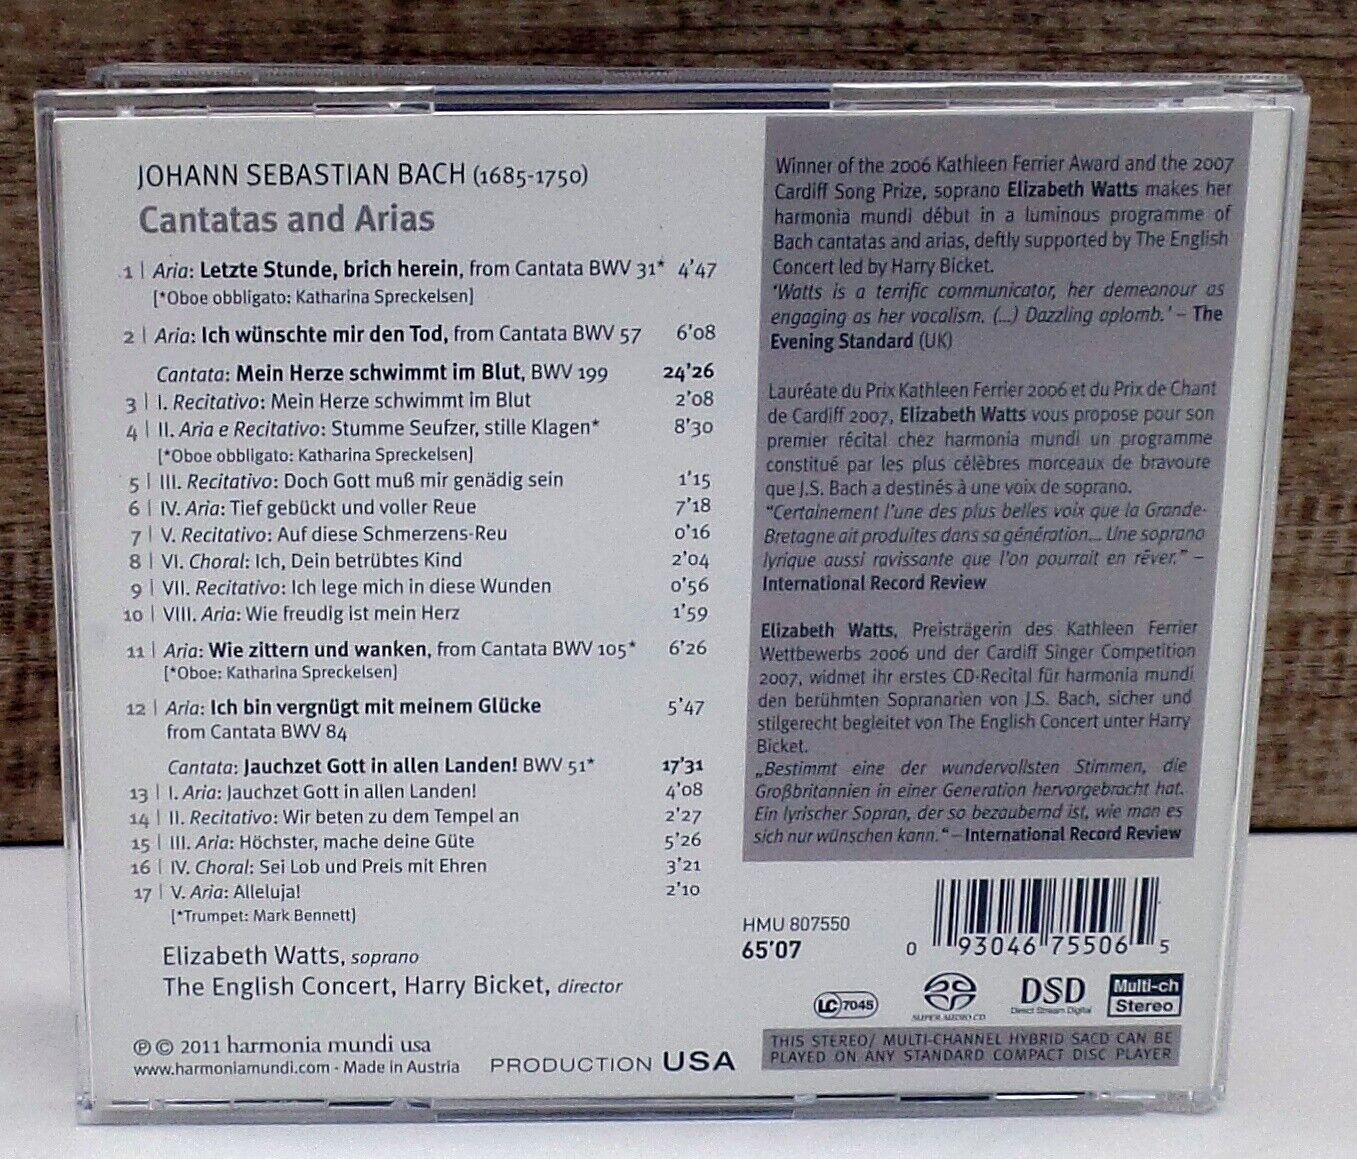 JOHANN SEBASTIAN BACH (1685-1750)
Cantatas and Arias
1 | Aria: Letzte Stunde, brich herein, from Cantata BWV 31* 4'47
[*Oboe obbligato: Katharina Spreckelsen]
2 | Aria: Ich wünschte mir den Tod, from Cantata BWV 57 6'08
Cantata: Mein Herze schwimmt im Blut, BWV 199 24'26
3 | I. Recitativo: Mein Herze schwimmt im Blut 2'08
4 | II. Aria e Recitativo: Stumme Seufzer, stille Klagen* 8'30
[*Oboe obbligato: Katharina Spreckelsen]
5 | III. Recitativo: Doch Gott muß mir genädig sein 1'15
6 | IV. Aria: Tief gebückt und voller Reue 7'18
7 | V. Recitativo: Auf diese Schmerzens-Reu 0'16
8 | VI. Choral: Ich, Dein betrübtes Kind 2'04
9 | VII. Recitativo: Ich lege mich in diese Wunden 0'56
10 | VIII. Aria: Wie freudig ist mein Herz 1'59
11 | Aria: Wie zittern und wanken, from Cantata BWV 105* 6'26
[*Oboe: Katharina Spreckelsen]
12 | Aria: Ich bin vergnügt mit meinem Glücke 5'47
from Cantata BWV 84
Cantata: Jauchzet Gott in allen Landen! BWV 51* 17'31
13 | I. Aria: Jauchzet Gott in allen Landen! 4'08
14 | II. Recitativo: Wir beten zu dem Tempel an 2'27
15 | III. Aria: Höchster, mache deine Güte 5'26
16 | IV. Choral: Sei Lob und Preis mit Ehren 3'21
17 | V. Aria: Alleluja! 2'10
[*Trumpet: Mark Bennett]
Elizabeth Watts, soprano
The English Concert, Harry Bicket, director
℗ © 2011 harmonia mundi usa
www.harmoniamundi.com - Made in Austria
PRODUCTION USA
Winner of the 2006 Kathleen Ferrier Award and the 2007
Cardiff Song Prize, soprano Elizabeth Watts makes her
harmonia mundi début in a luminous programme of
Bach cantatas and arias, deftly supported by The English
Concert led by Harry Bicket.
'Watts is a terrific communicator, her demeanour as
engaging as her vocalism. (...) Dazzling aplomb.' – The
Evening Standard (UK)
Lauréate du Prix Kathleen Ferrier 2006 et du Prix de Chant
de Cardiff 2007, Elizabeth Watts vous propose pour son
premier récital chez harmonia mundi un programme
constitué par les plus célèbres morceaux de bravoure
que J.S. Bach a destinés à une voix de soprano.
"Certainement l'une des plus belles voix que la Grande-
Bretagne ait produites dans sa génération... Une soprano
lyrique aussi ravissante que l'on pourrait en rêver." –
International Record Review
Elizabeth Watts, Preisträgerin des Kathleen Ferrier
Wettbewerbs 2006 und der Cardiff Singer Competition
2007, widmet ihr erstes CD-Recital für harmonia mundi
den berühmten Sopranarien von J.S. Bach, sicher und
stilgerecht begleitet von The English Concert unter Harry
Bicket.
„Bestimmt eine der wundervollsten Stimmen, die
Großbritannien in einer Generation hervorgebracht hat.
Ein lyrischer Sopran, der so bezaubernd ist, wie man es
sich nur wünschen kann." – International Record Review
HMU 807550
65'07
0 93046 75506 5
LC 7045
SUPER AUDIO CD
DSD
Direct Stream Digital
Multi-ch
Stereo
THIS STEREO/ MULTI-CHANNEL HYBRID SACD CAN BE
PLAYED ON ANY STANDARD COMPACT DISC PLAYER